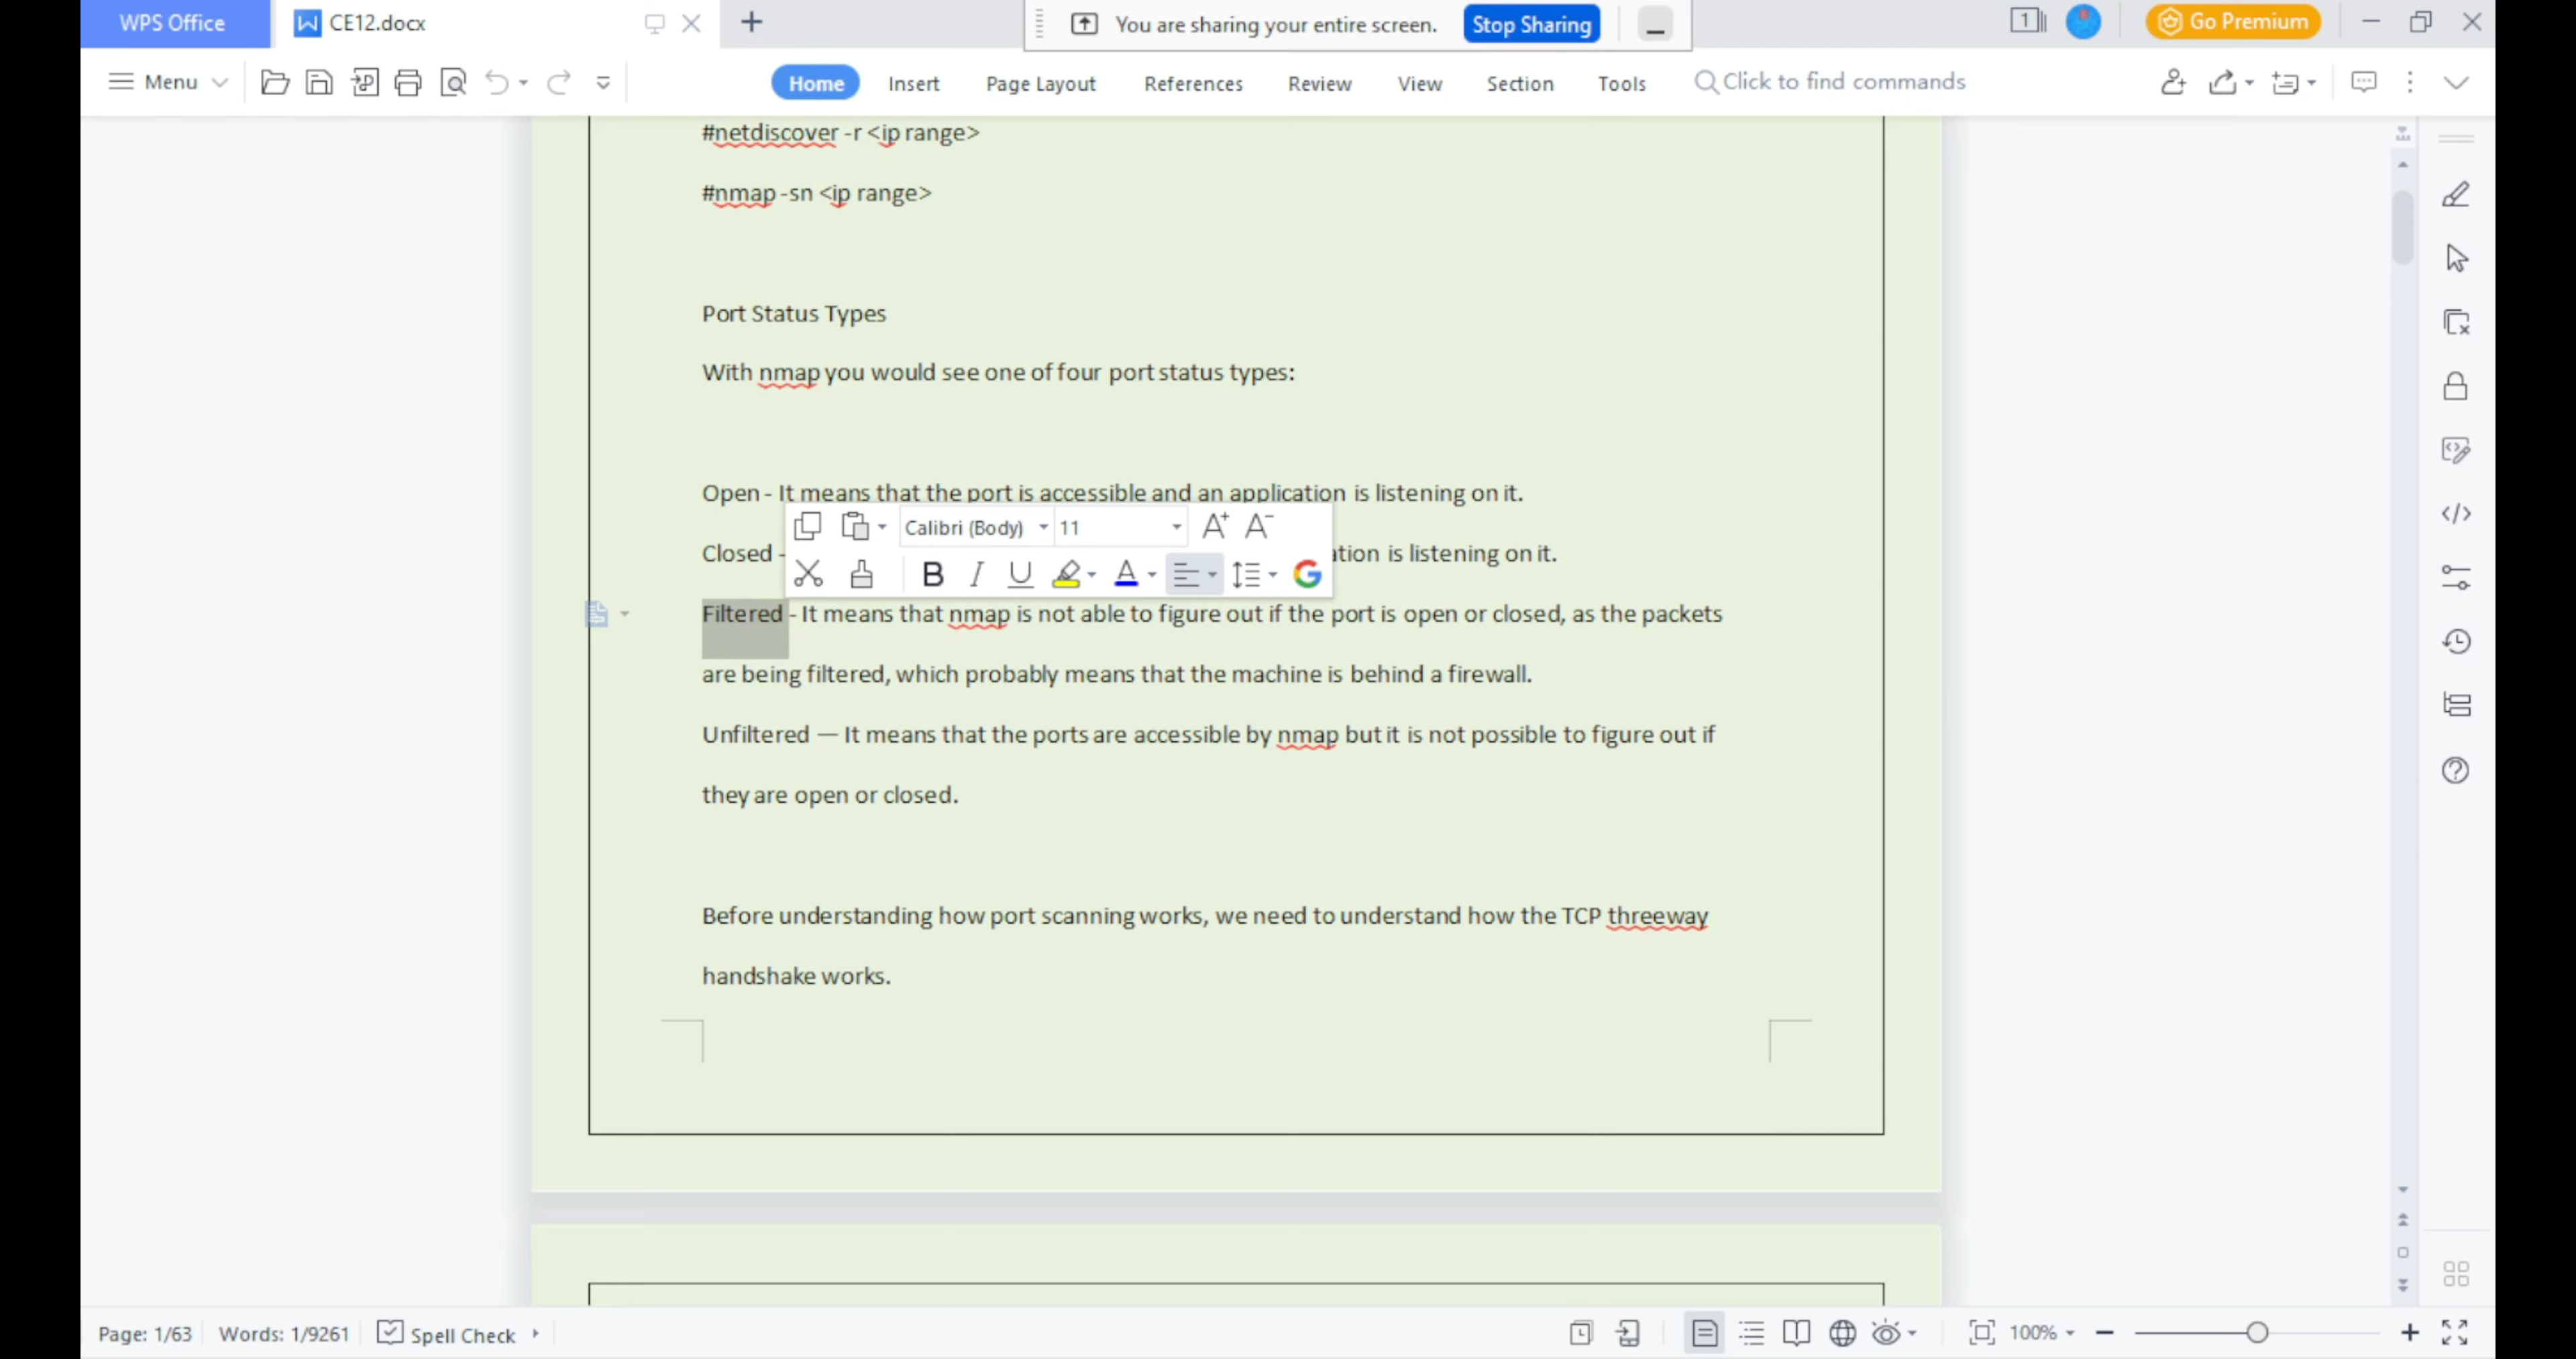 WPS Office
CE12.docx
You are sharing your entire screen.
Stop Sharing
1
Go Premium
Menu
Home Insert Page Layout References Review View Section Tools
Click to find commands
#netdiscover -r <ip range>
#nmap -sn <ip range>
Port Status Types
With nmap you would see one of four port status types:
Open - It means that the port is accessible and an application is listening on it.
Calibri (Body) 11 A+ A-
Closed - ation is listening on it.
B I U A G
Filtered - It means that nmap is not able to figure out if the port is open or closed, as the packets
are being filtered, which probably means that the machine is behind a firewall.
Unfiltered — It means that the ports are accessible by nmap but it is not possible to figure out if
they are open or closed.
Before understanding how port scanning works, we need to understand how the TCP threeway
handshake works.
Page: 1/63 Words: 1/9261 Spell Check 100%